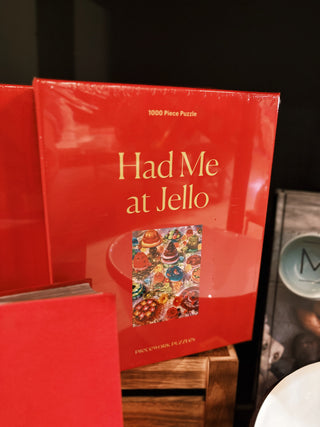 1000 Piece Puzzle
Had Me
at Jello
PIECEWORK PUZZLES
M